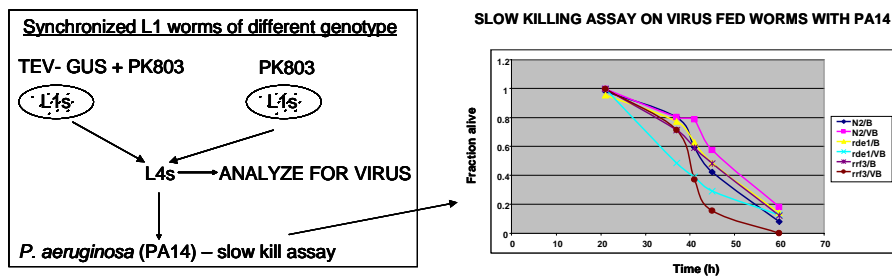 Synchronized L1 worms of different genotype
TEV- GUS + PK803
PK803
L1s
L1s
L4s
ANALYZE FOR VIRUS
P. aeruginosa (PA14) – slow kill assay
SLOW KILLING ASSAY ON VIRUS FED WORMS WITH PA14
Fraction alive
1.2
1
0.8
0.6
0.4
0.2
0
0
10
20
30
40
50
60
70
Time (h)
N2/B
N2/VB
rde1/B
rde1/VB
rrf3/B
rrf3/VB